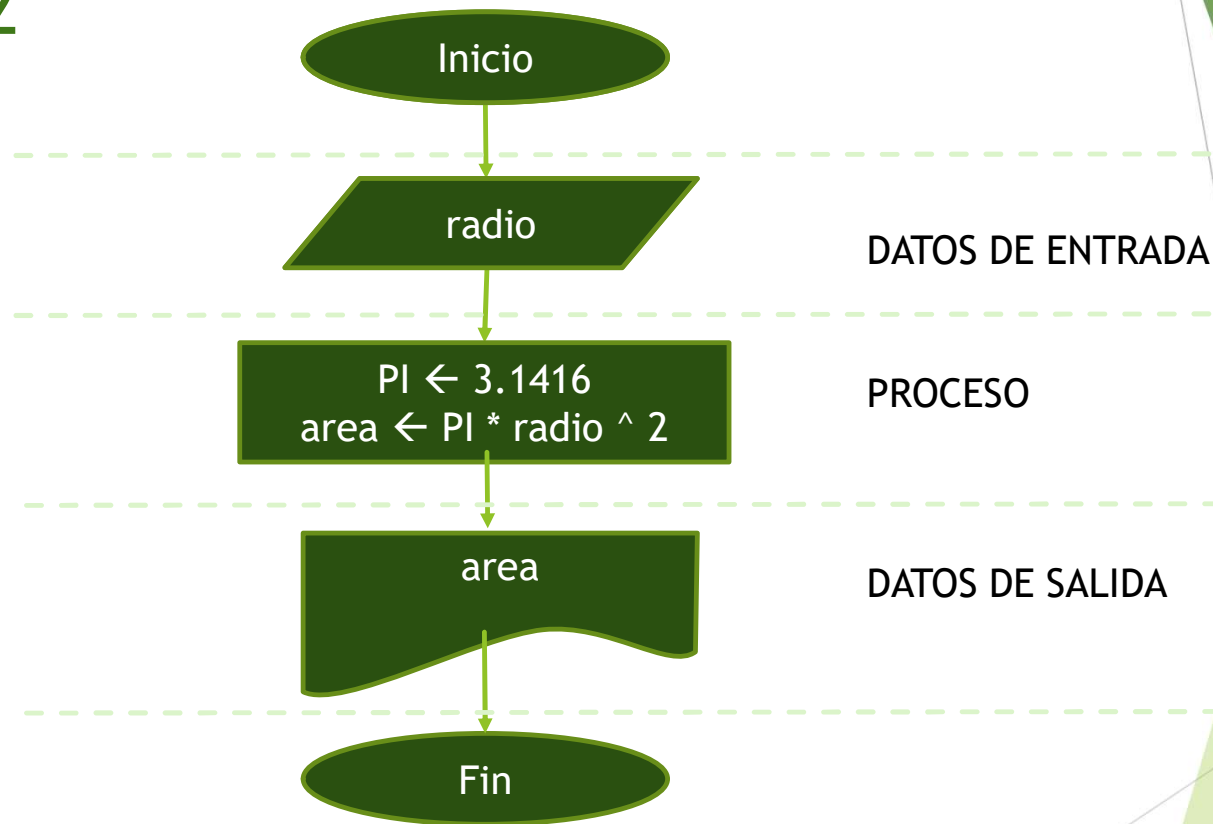 Inicio
radio
DATOS DE ENTRADA
PI ← 3.1416
area ← PI * radio ^ 2
PROCESO
area
DATOS DE SALIDA
Fin